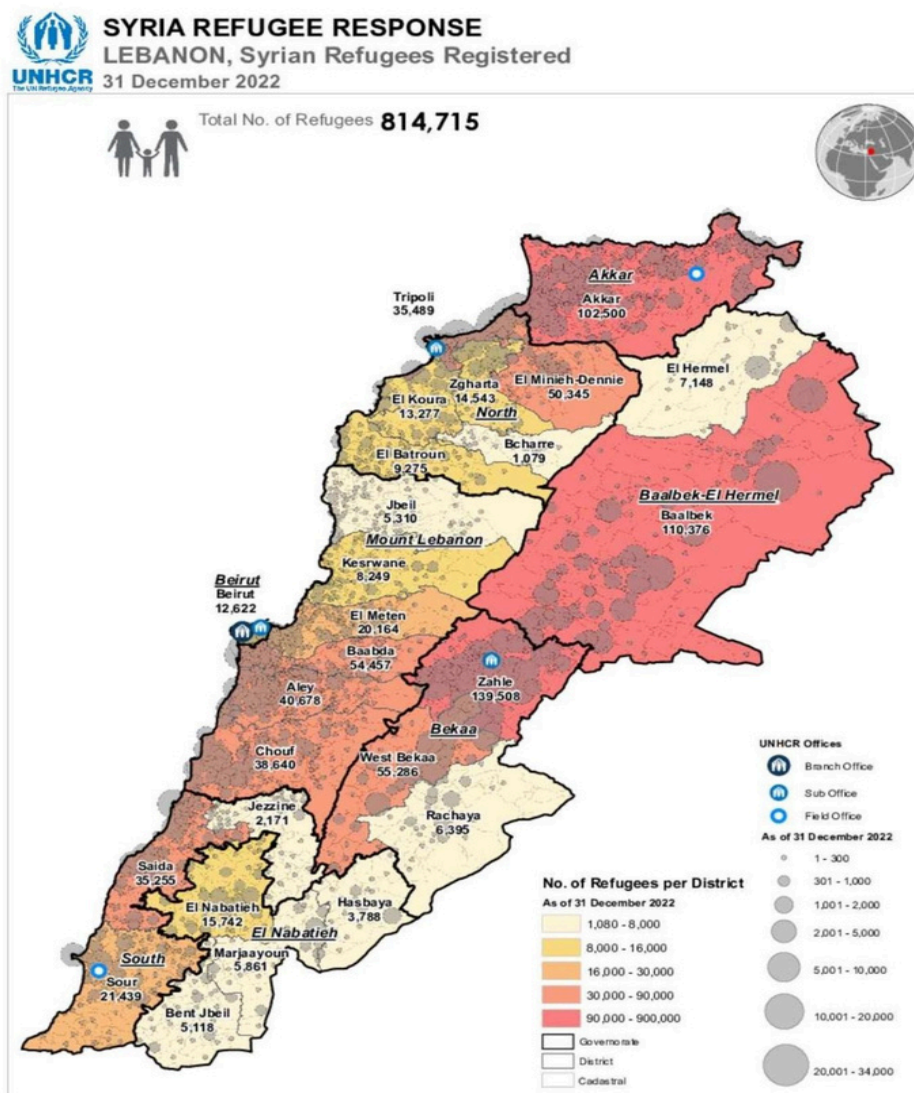 UNHCR
The UN Refugee Agency
SYRIA REFUGEE RESPONSE
LEBANON, Syrian Refugees Registered
31 December 2022
Total No. of Refugees 814,715
Akkar
Akkar
102,500
Tripoli
35,489
El Hermel
7,148
Zgharta
14,543
El Minieh-Dennie
50,345
El Koura
13,277
North
Bcharre
1,079
El Batroun
9,275
Baalbek-El Hermel
Baalbek
110,376
Jbeil
5,310
Mount Lebanon
Kesrwane
8,249
Beirut
Beirut
12,622
El Meten
20,164
Baabda
54,457
Zahle
139,508
Aley
40,678
Bekaa
Chouf
38,640
West Bekaa
55,286
Jezzine
2,171
Rachaya
6,395
Saida
35,255
El Nabatieh
15,742
Hasbaya
3,788
El Nabatieh
Marjaayoun
5,861
South
Sour
21,439
Bent Jbeil
5,118
UNHCR Offices
Branch Office
Sub Office
Field Office
As of 31 December 2022
1 - 300
301 - 1,000
1,001 - 2,000
2,001 - 5,000
5,001 - 10,000
10,001 - 20,000
20,001 - 34,000
No. of Refugees per District
As of 31 December 2022
1,080 - 8,000
8,000 - 16,000
16,000 - 30,000
30,000 - 90,000
90,000 - 900,000
Governorate
District
Cadastral